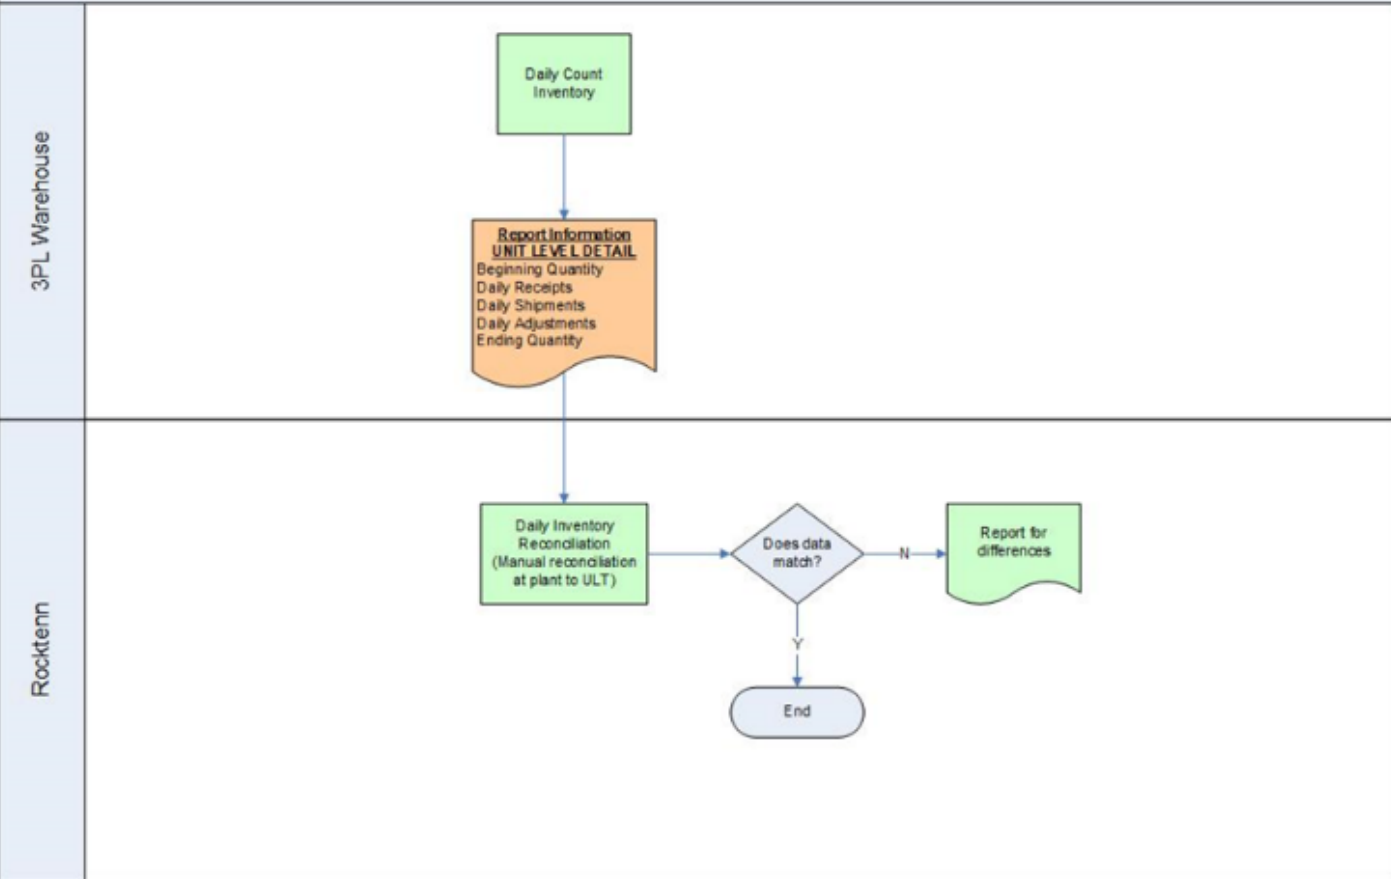 3PL Warehouse
Daily Count
Inventory
Report Information
UNIT LEVEL DETAIL
Beginning Quantity
Daily Receipts
Daily Shipments
Daily Adjustments
Ending Quantity
Rocktenn
Daily Inventory
Reconciliation
(Manual reconciliation
at plant to ULT)
Does data
match?
N
Report for
differences
Y
End